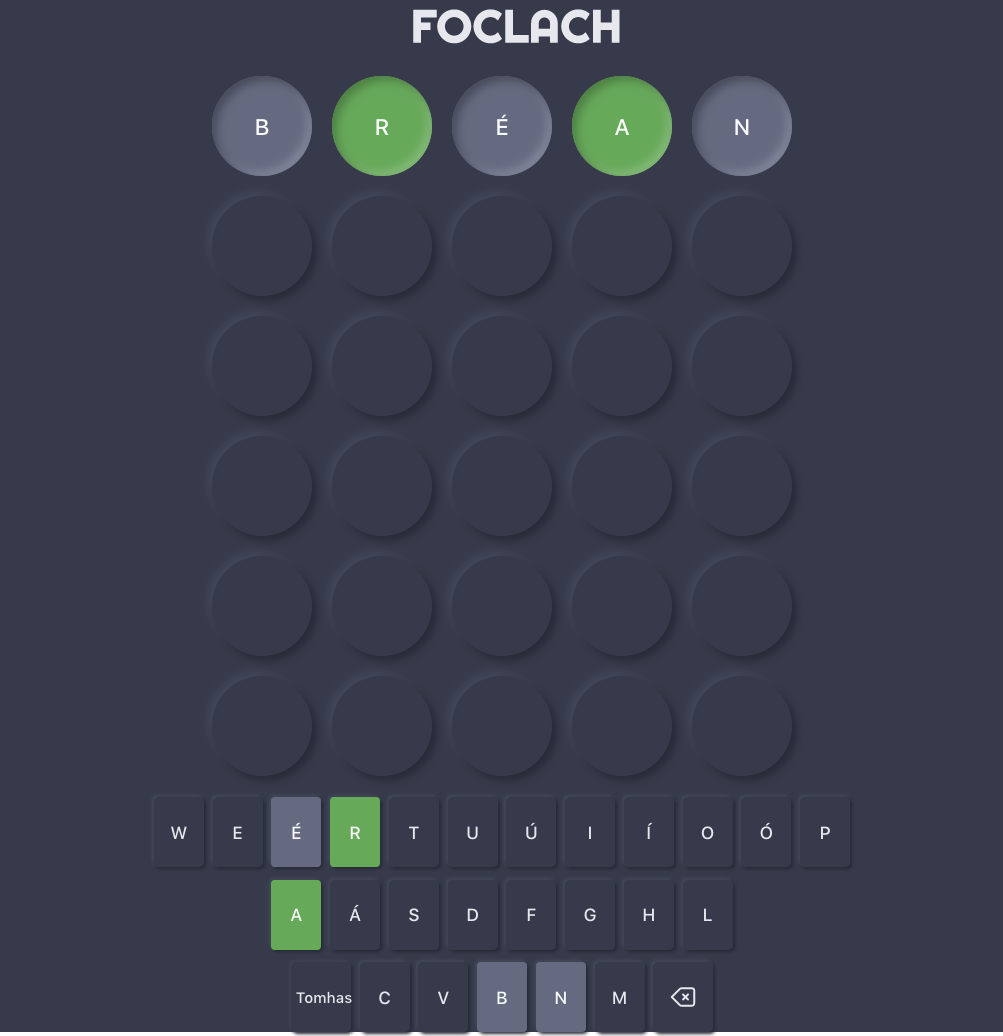 FOCLACH
B R É A N
W E É R T U Ú I Í O Ó P
A Á S D F G H L
Tomhas C V B N M